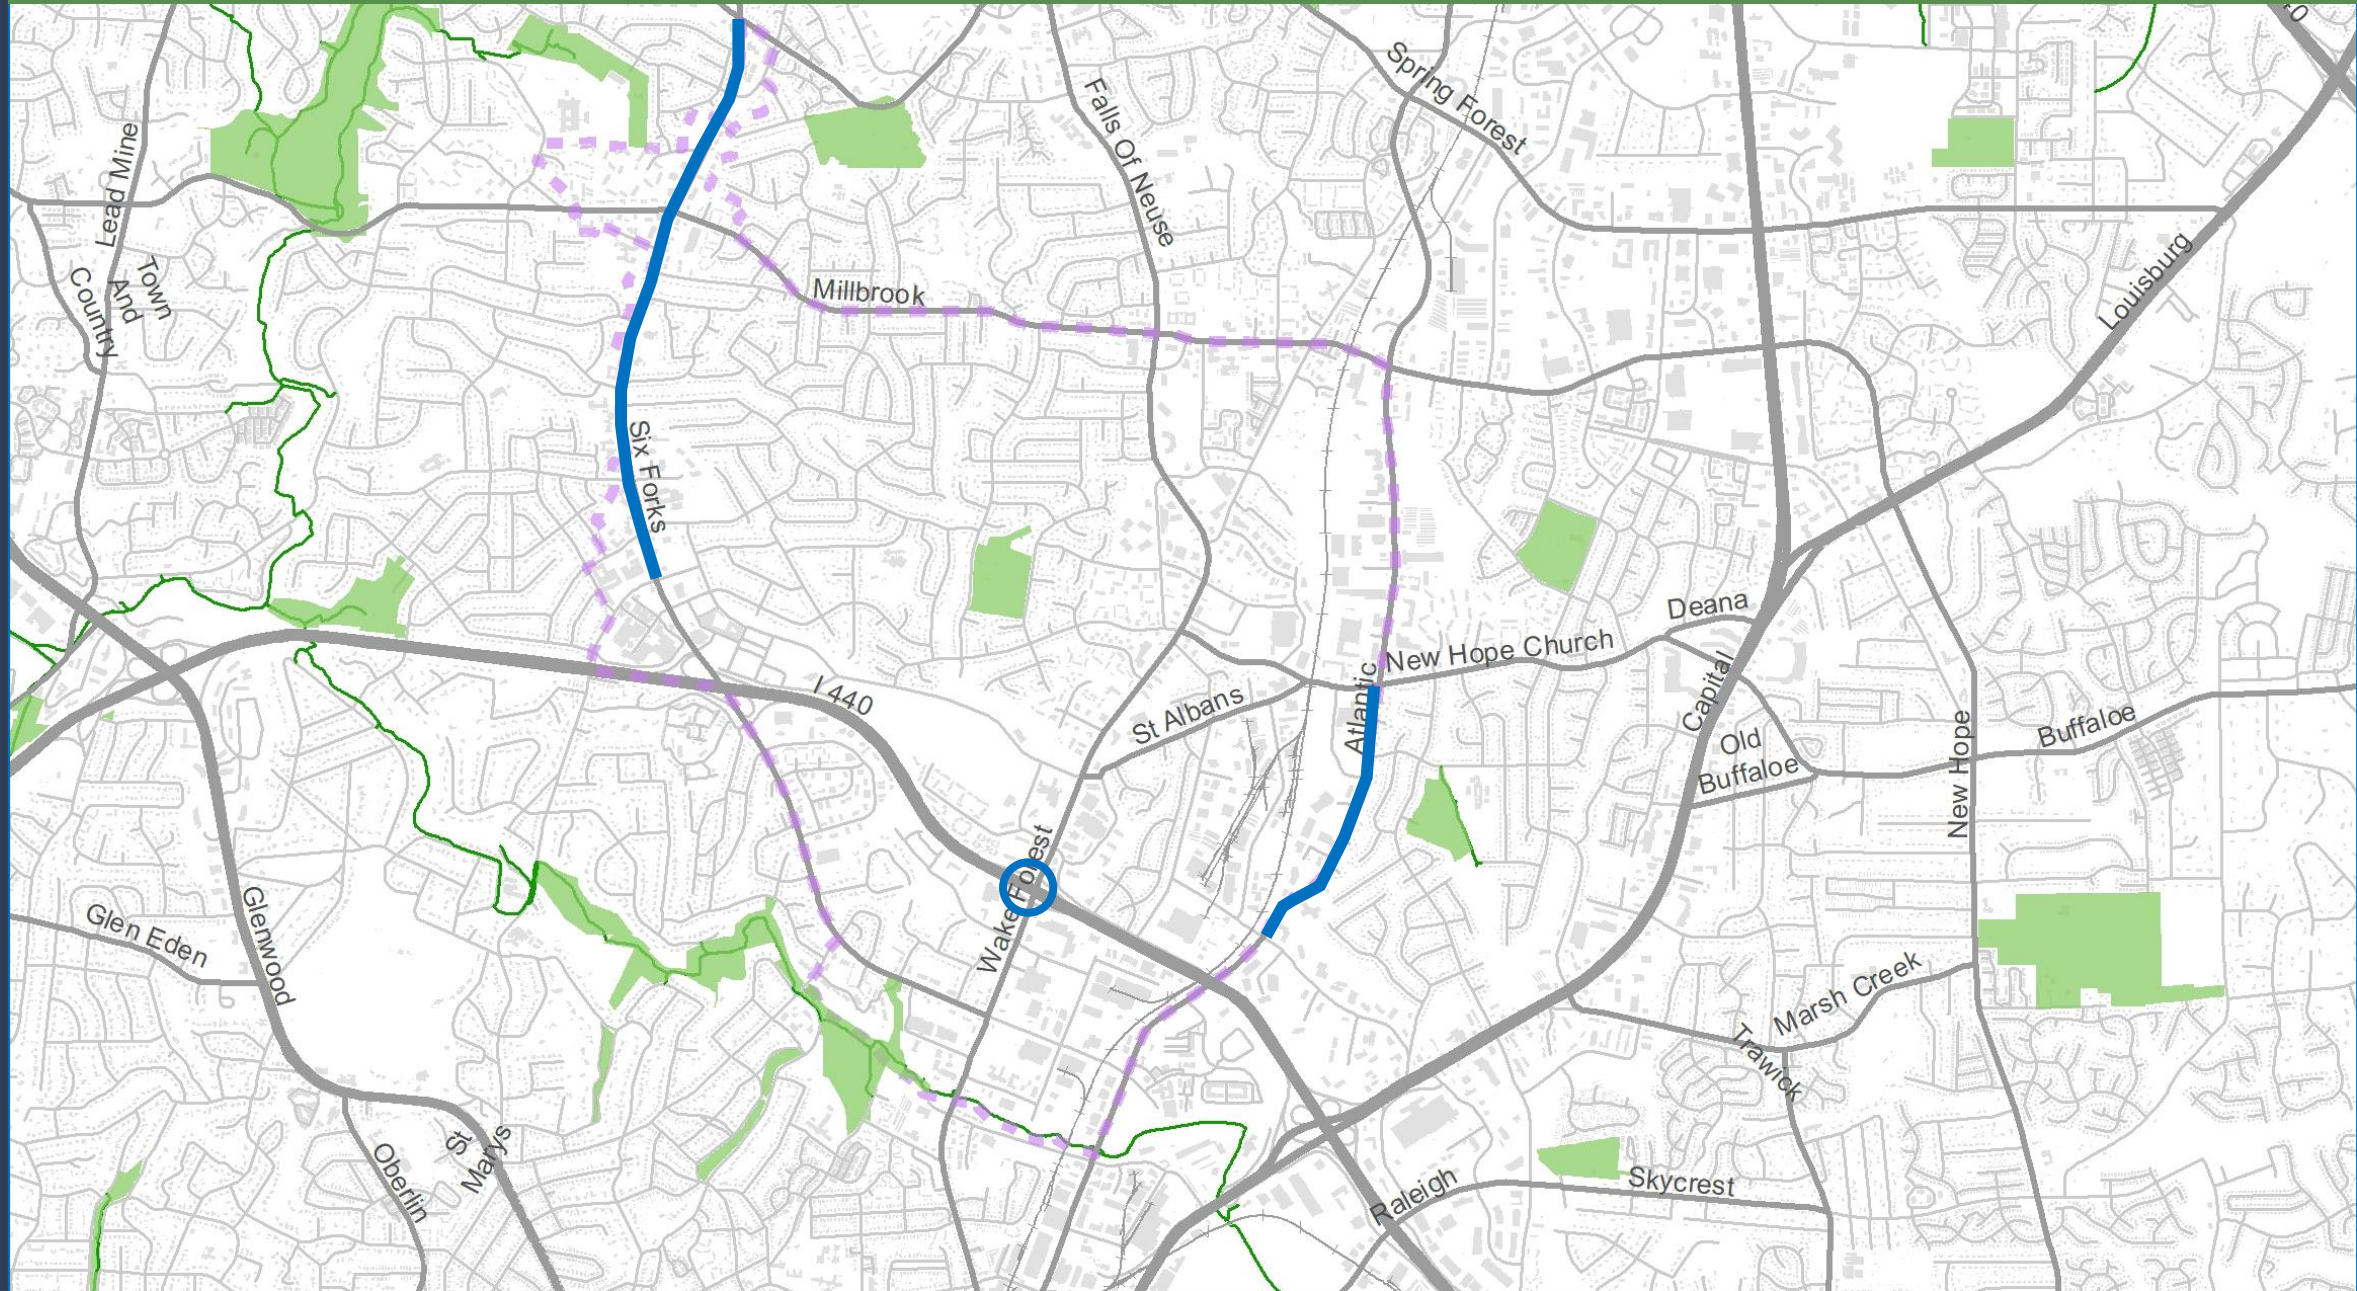 40
Spring Forest
Falls Of Neuse
Lead Mine
Town
And
Country
Millbrook
Louisburg
Six Forks
Deana
New Hope Church
Atlantic
I 440
St Albans
Capital
Old
Buffaloe
New Hope
Buffaloe
Wake Forest
Glenwood
Glen Eden
Marsh Creek
Trawick
St
Marys
Oberlin
Raleigh
Skycrest